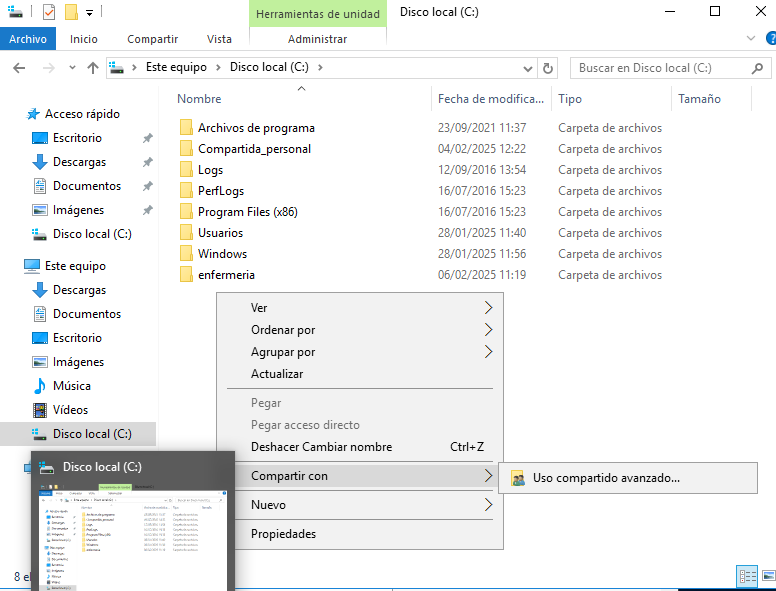 Herramientas de unidad
Disco local (C:)
Archivo
Inicio
Compartir
Vista
Administrar
Este equipo > Disco local (C:) >
Buscar en Disco local (C:)
Nombre
Fecha de modifica...
Tipo
Tamaño
Acceso rápido
Escritorio
Descargas
Documentos
Imágenes
Disco local (C:)
Este equipo
Descargas
Documentos
Escritorio
Imágenes
Música
Vídeos
Disco local (C:)
Archivos de programa 23/09/2021 11:37 Carpeta de archivos
Compartida_personal 04/02/2025 12:22 Carpeta de archivos
Logs 12/09/2016 13:54 Carpeta de archivos
PerfLogs 16/07/2016 15:23 Carpeta de archivos
Program Files (x86) 16/07/2016 15:23 Carpeta de archivos
Usuarios 28/01/2025 11:40 Carpeta de archivos
Windows 28/01/2025 11:56 Carpeta de archivos
enfermeria 06/02/2025 11:19 Carpeta de archivos
Ver
Ordenar por
Agrupar por
Actualizar
Pegar
Pegar acceso directo
Deshacer Cambiar nombre Ctrl+Z
Compartir con
Uso compartido avanzado...
Nuevo
Propiedades
Disco local (C:)
8